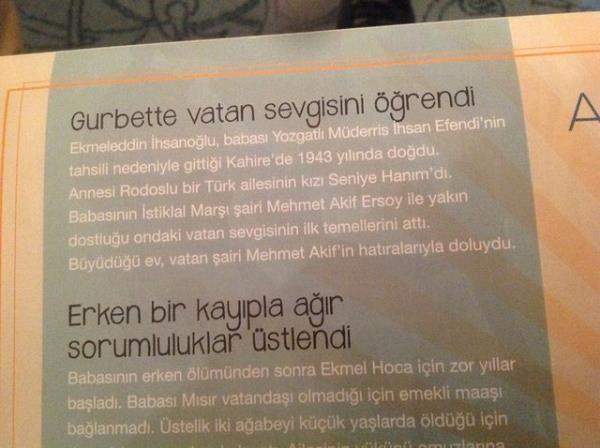 Gurbette vatan sevgisini öğrendi
Ekmeleddin İhsanoğlu, babası Yozgatlı Müderris İhsan Efendi'nin
tahsili nedeniyle gittiği Kahire'de 1943 yılında doğdu.
Annesi Rodoslu bir Türk ailesinin kızı Seniye Hanım'dı.
Babasının İstiklal Marşı şairi Mehmet Akif Ersoy ile yakın
dostluğu ondaki vatan sevgisinin ilk temellerini attı.
Büyüdüğü ev, vatan şairi Mehmet Akif'in hatıralarıyla doluydu.
Erken bir kayıpla ağır
sorumluluklar üstlendi
Babasının erken ölümünden sonra Ekmel Hoca için zor yıllar
başladı. Babası Mısır vatandaşı olmadığı için emekli maaşı
bağlanmadı. Üstelik iki ağabeyi küçük yaşlarda öldüğü için
Ailesinin yükünü omuzlarına
A